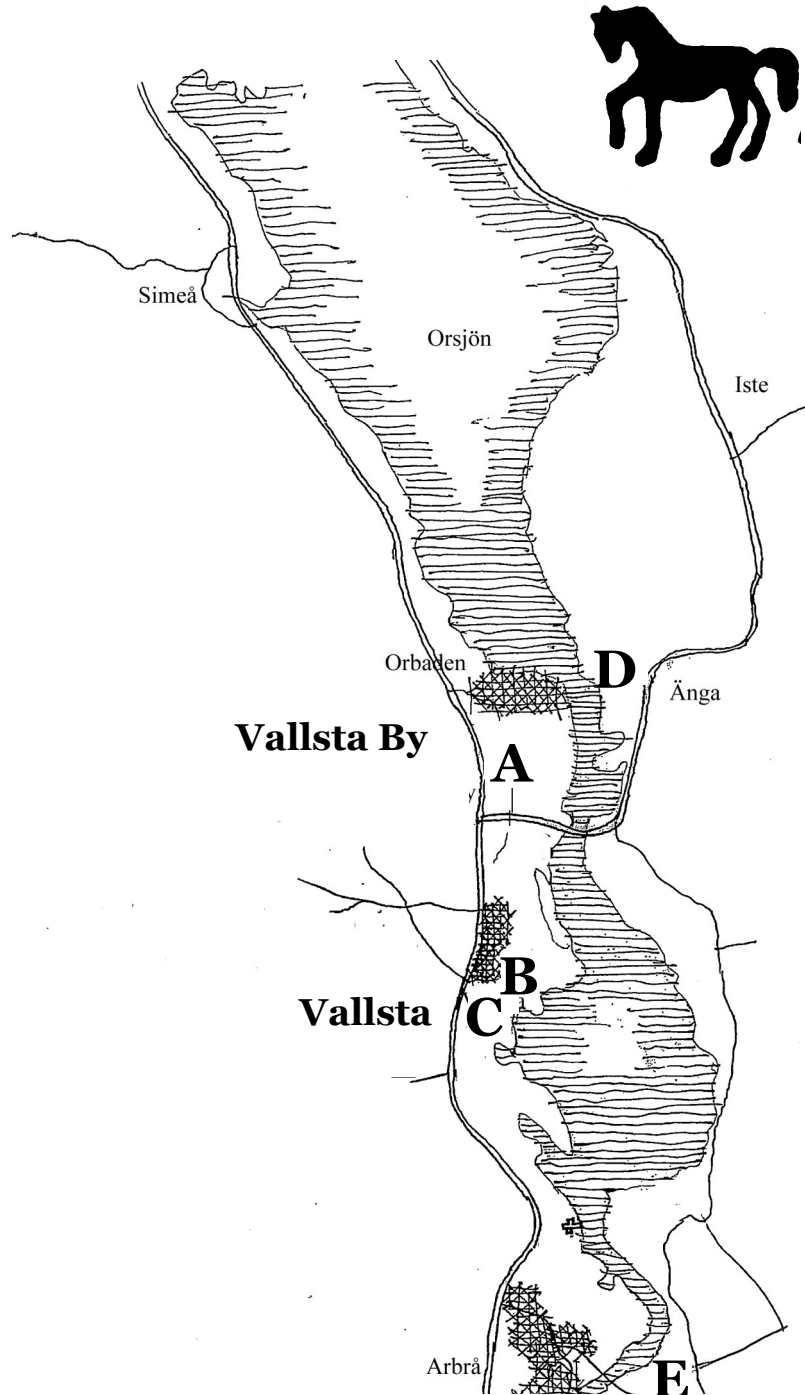 Simeå
Orsjön
Iste
Orbaden
D
Änga
Vallsta By
A
B
Vallsta
C
Arbrå
E